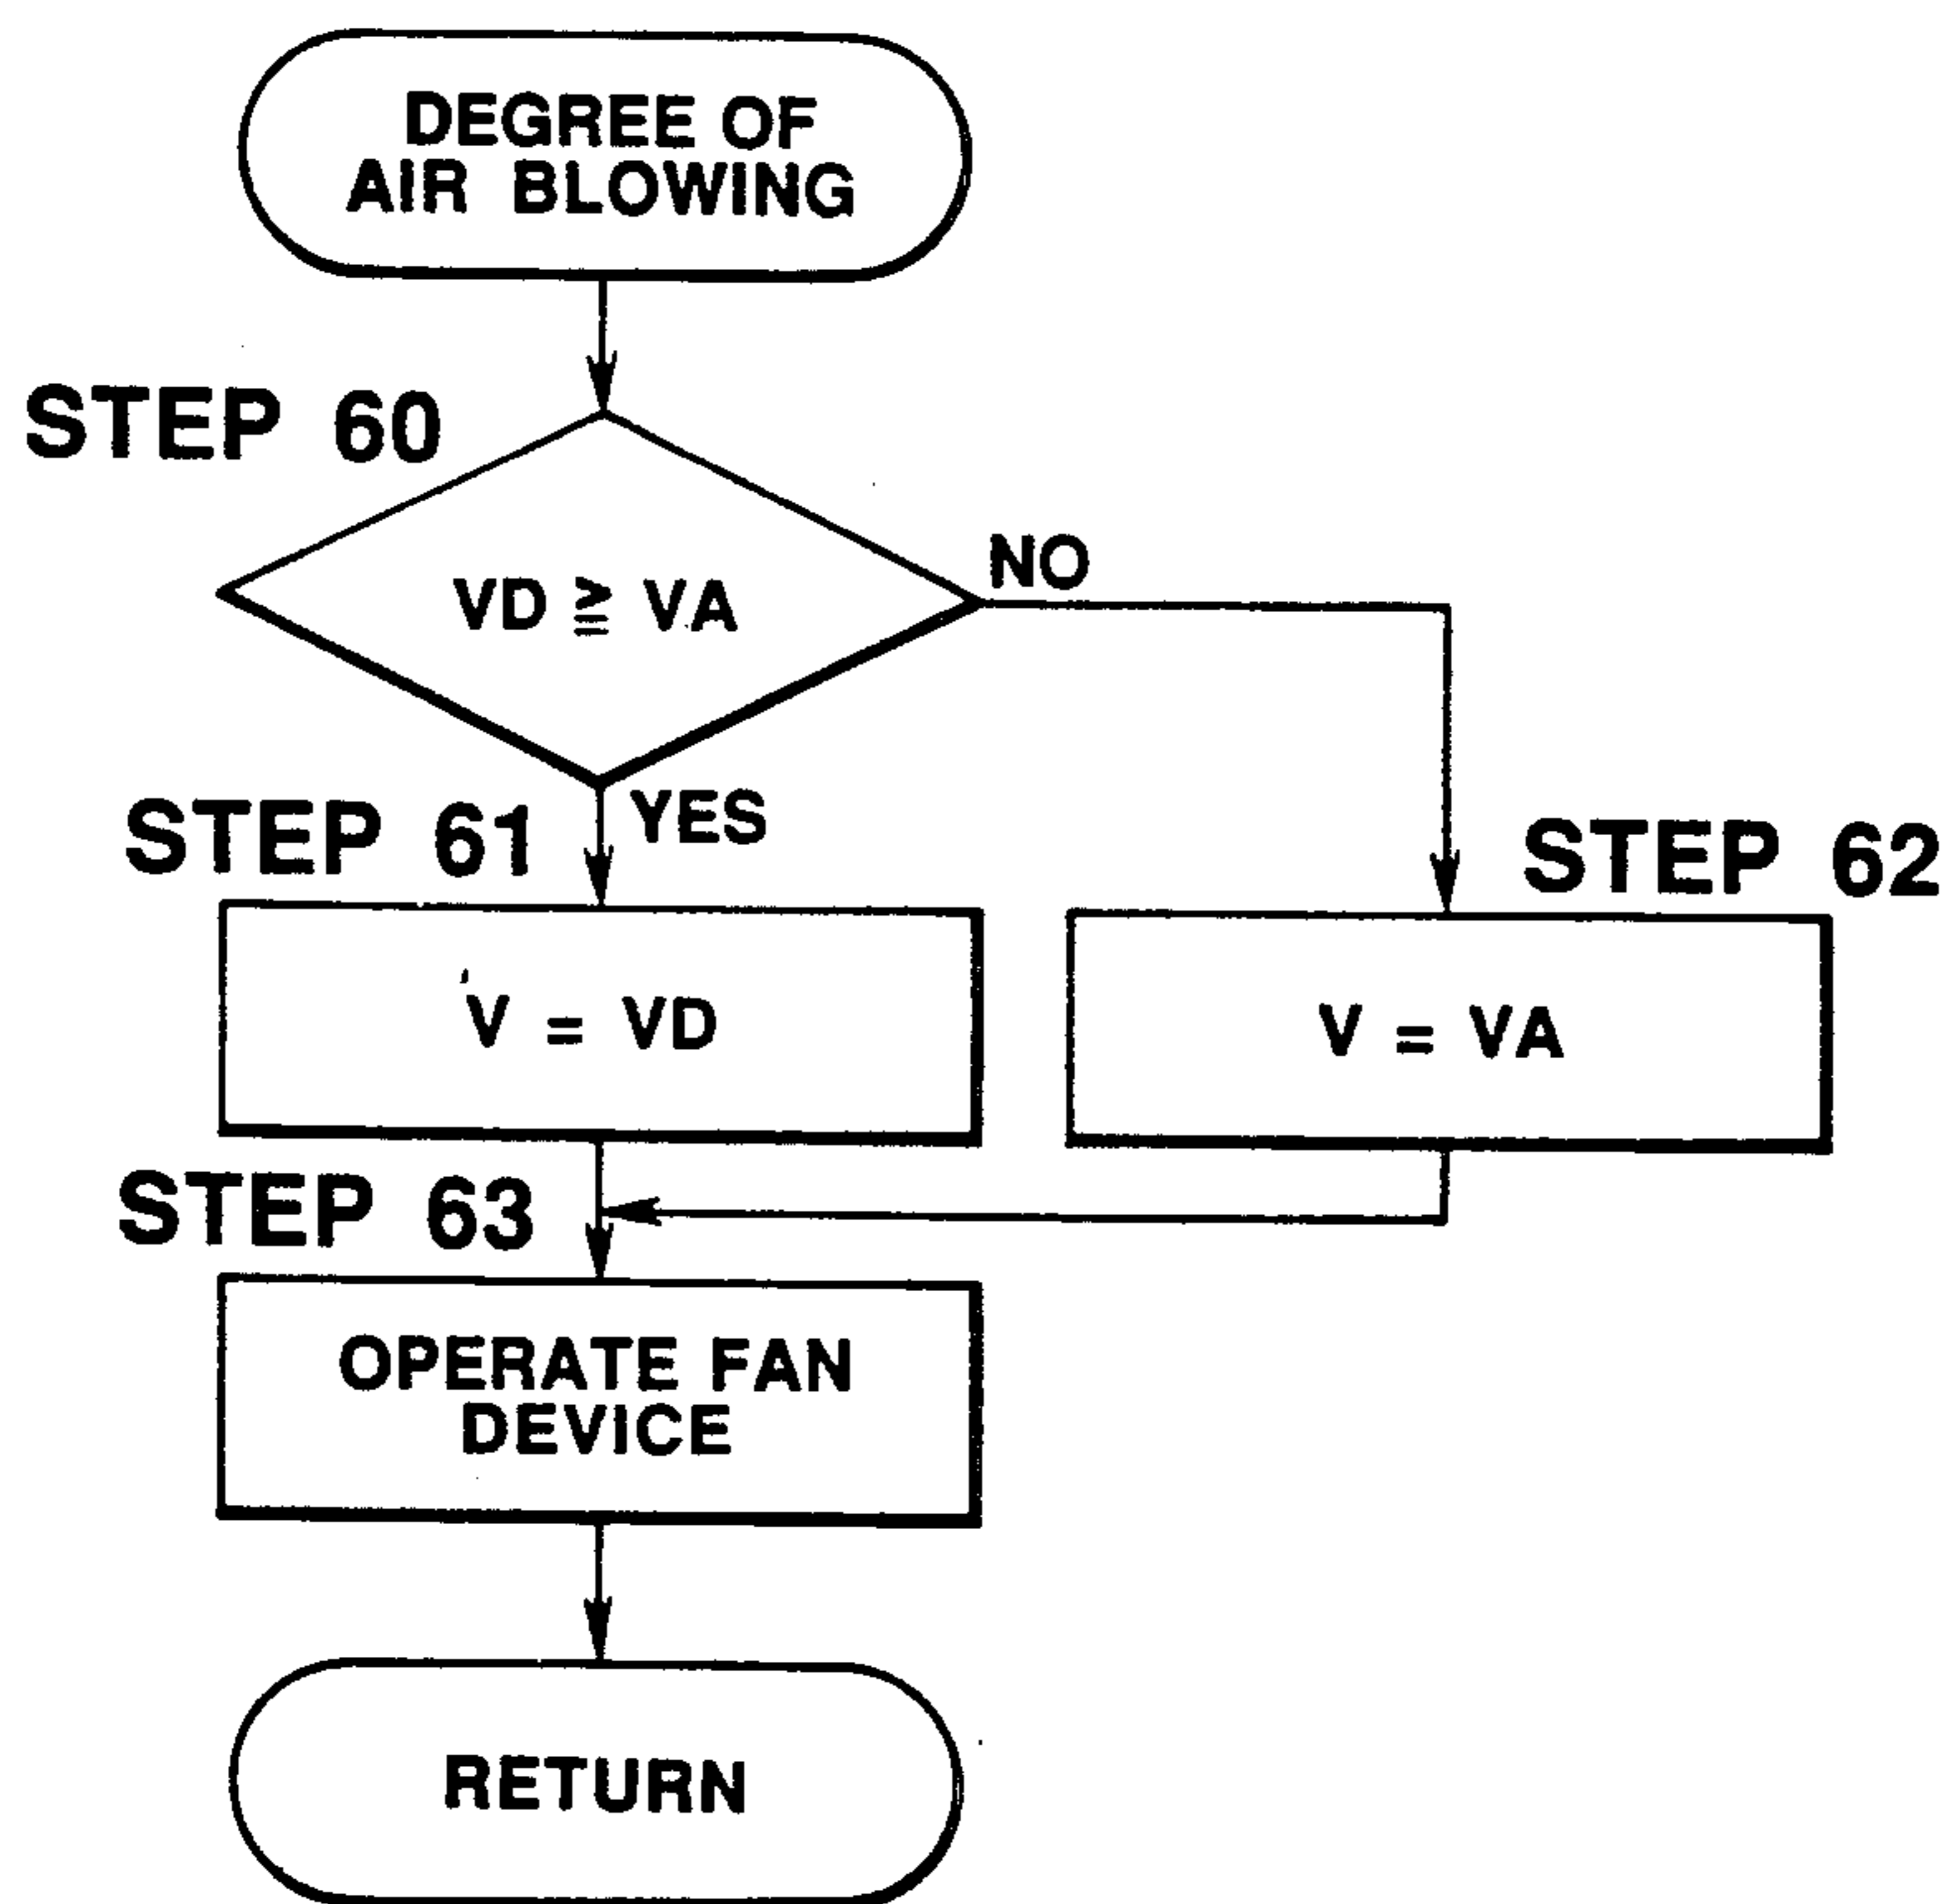 DEGREE OF
AIR BLOWING
STEP 60
VD ≧ VA
NO
YES
STEP 61
V = VD
STEP 62
V = VA
STEP 63
OPERATE FAN
DEVICE
RETURN